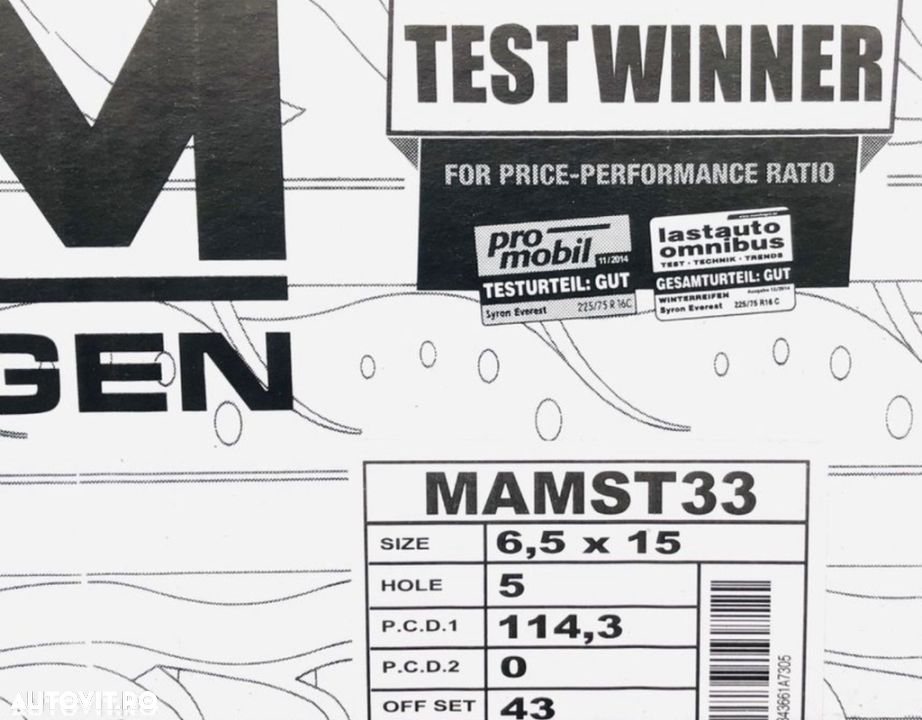 TEST WINNER
FOR PRICE-PERFORMANCE RATIO
pro mobil
11/2014
TESTURTEIL: GUT
Syron Everest 225/75 R 16C
lastauto
omnibus
TEST • TECHNIK • TRENDS
GESAMTURTEIL: GUT
WINTERREIFEN
Syron Everest 225/75 R16 C
M
GEN
MAMST33
SIZE 6,5 x 15
HOLE 5
P.C.D.1 114,3
P.C.D.2 0
OFF SET 43
43661A7305
AUTOVIT.RO